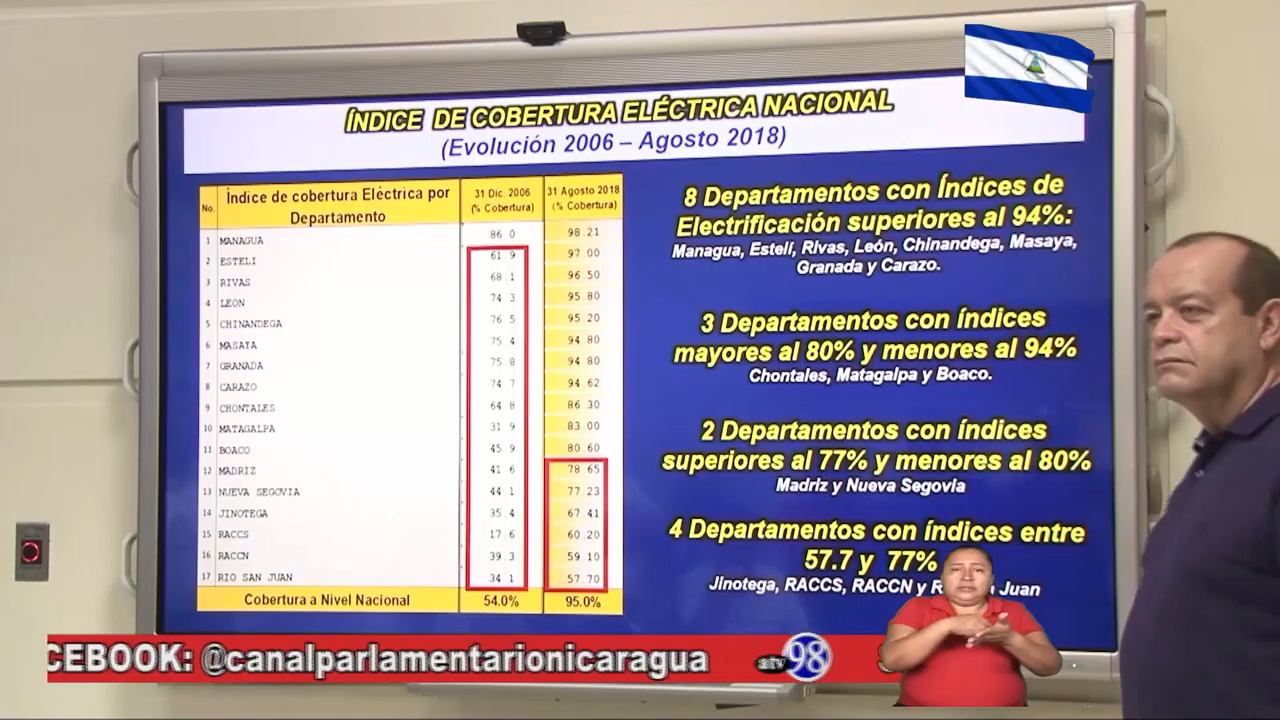 ÍNDICE DE COBERTURA ELÉCTRICA NACIONAL
(Evolución 2006 – Agosto 2018)
No. Índice de cobertura Eléctrica por Departamento 31 Dic. 2006 (% Cobertura) 31 Agosto 2018 (% Cobertura)
1 MANAGUA 86 0 98 21
2 ESTELI 61 9 97 00
3 RIVAS 68 1 96 50
4 LEON 74 3 95 80
5 CHINANDEGA 76 5 95 20
6 MASAYA 75 4 94 80
7 GRANADA 75 8 94 80
8 CARAZO 74 7 94 62
9 CHONTALES 64 8 86 30
10 MATAGALPA 31 9 83 00
11 BOACO 45 9 80 60
12 MADRIZ 41 6 78 65
13 NUEVA SEGOVIA 44 1 77 23
14 JINOTEGA 35 4 67 41
15 RACCS 17 6 60 20
16 RACCN 39 3 59 10
17 RIO SAN JUAN 34 1 57 70
Cobertura a Nivel Nacional 54.0% 95.0%
8 Departamentos con Índices de
Electrificación superiores al 94%:
Managua, Estelí, Rivas, León, Chinandega, Masaya,
Granada y Carazo.
3 Departamentos con índices
mayores al 80% y menores al 94%
Chontales, Matagalpa y Boaco.
2 Departamentos con índices
superiores al 77% y menores al 80%
Madriz y Nueva Segovia
4 Departamentos con índices entre
57.7 y 77%
Jinotega, RACCS, RACCN y Juan
CEBOOK: @canalparlamentarionicaragua atv 98